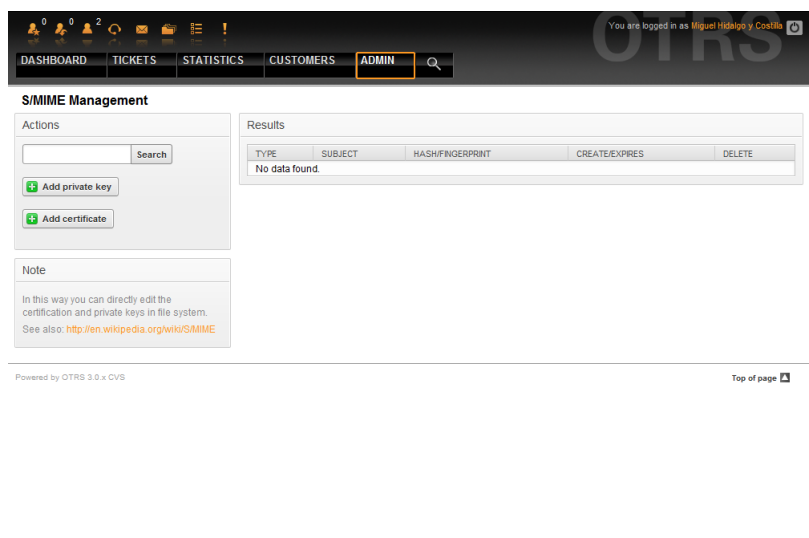 0 0 2
OTRS
You are logged in as Miguel Hidalgo y Costilla
DASHBOARD TICKETS STATISTICS CUSTOMERS ADMIN
S/MIME Management
Actions
Search
Add private key
Add certificate
Results
TYPE SUBJECT HASH/FINGERPRINT CREATE/EXPIRES DELETE
No data found.
Note
In this way you can directly edit the
certification and private keys in file system.
See also: http://en.wikipedia.org/wiki/S/MIME
Powered by OTRS 3.0.x CVS
Top of page